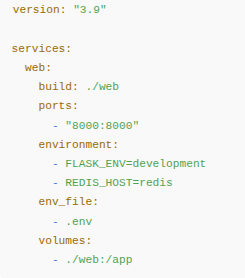 version: "3.9"

services:
  web:
    build: ./web
    ports:
      - "8000:8000"
    environment:
      - FLASK_ENV=development
      - REDIS_HOST=redis
    env_file:
      - .env
    volumes:
      - ./web:/app